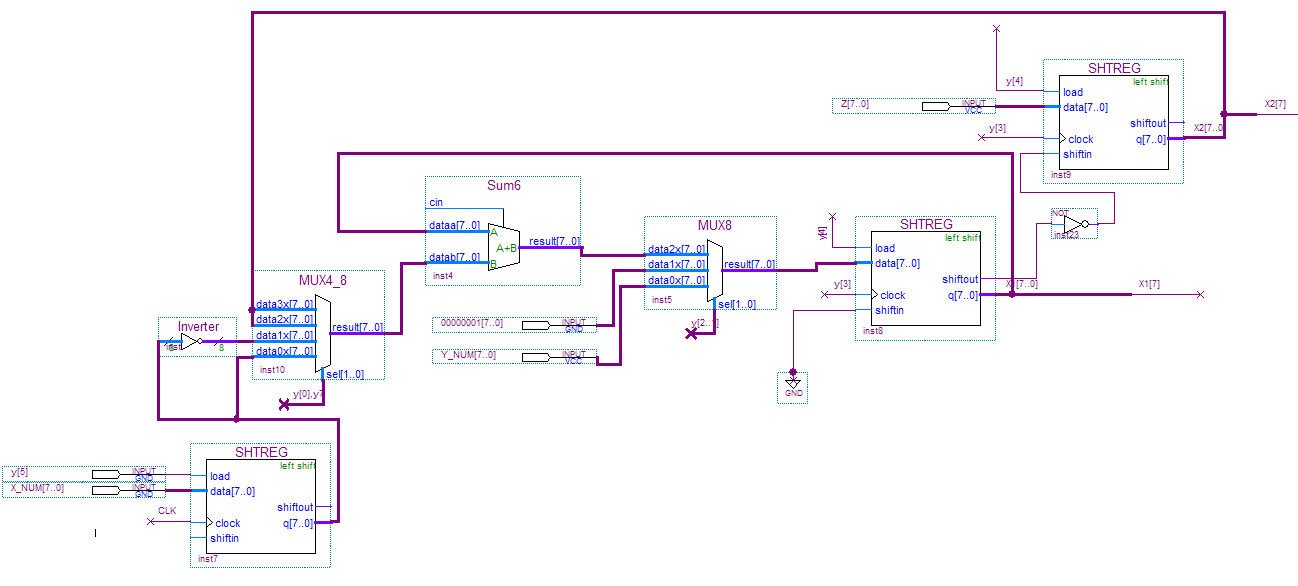 SHTREG
left shift
y[4]
load
Z[7..0]
INPUT
VCC
data[7..0]
X2[7]
shiftout
X2[7..0
y[3]
clock
q[7..0]
shiftin
inst9
Sum6
cin
dataa[7..0]
A
A+B
result[7..0]
datab[7..0]
B
inst4
MUX8
data2x[7..0]
data1x[7..0]
result[7..0]
data0x[7..0]
inst5
sel[1..0]
NOT
inst23
SHTREG
left shift
y[4]
load
data[7..0]
shiftout
y[3]
clock
q[7..0]
X1[7]
shiftin
inst8
GND
MUX4_8
data3x[7..0]
data2x[7..0]
result[7..0]
data1x[7..0]
data0x[7..0]
inst10
sel[1..0]
Inverter
8
00000001[7..0]
INPUT
GND
Y_NUM[7..0]
INPUT
VCC
y[0],y7
SHTREG
left shift
y[5]
INPUT
GND
load
X_NUM[7..0]
INPUT
GND
data[7..0]
shiftout
CLK
clock
q[7..0]
shiftin
inst7